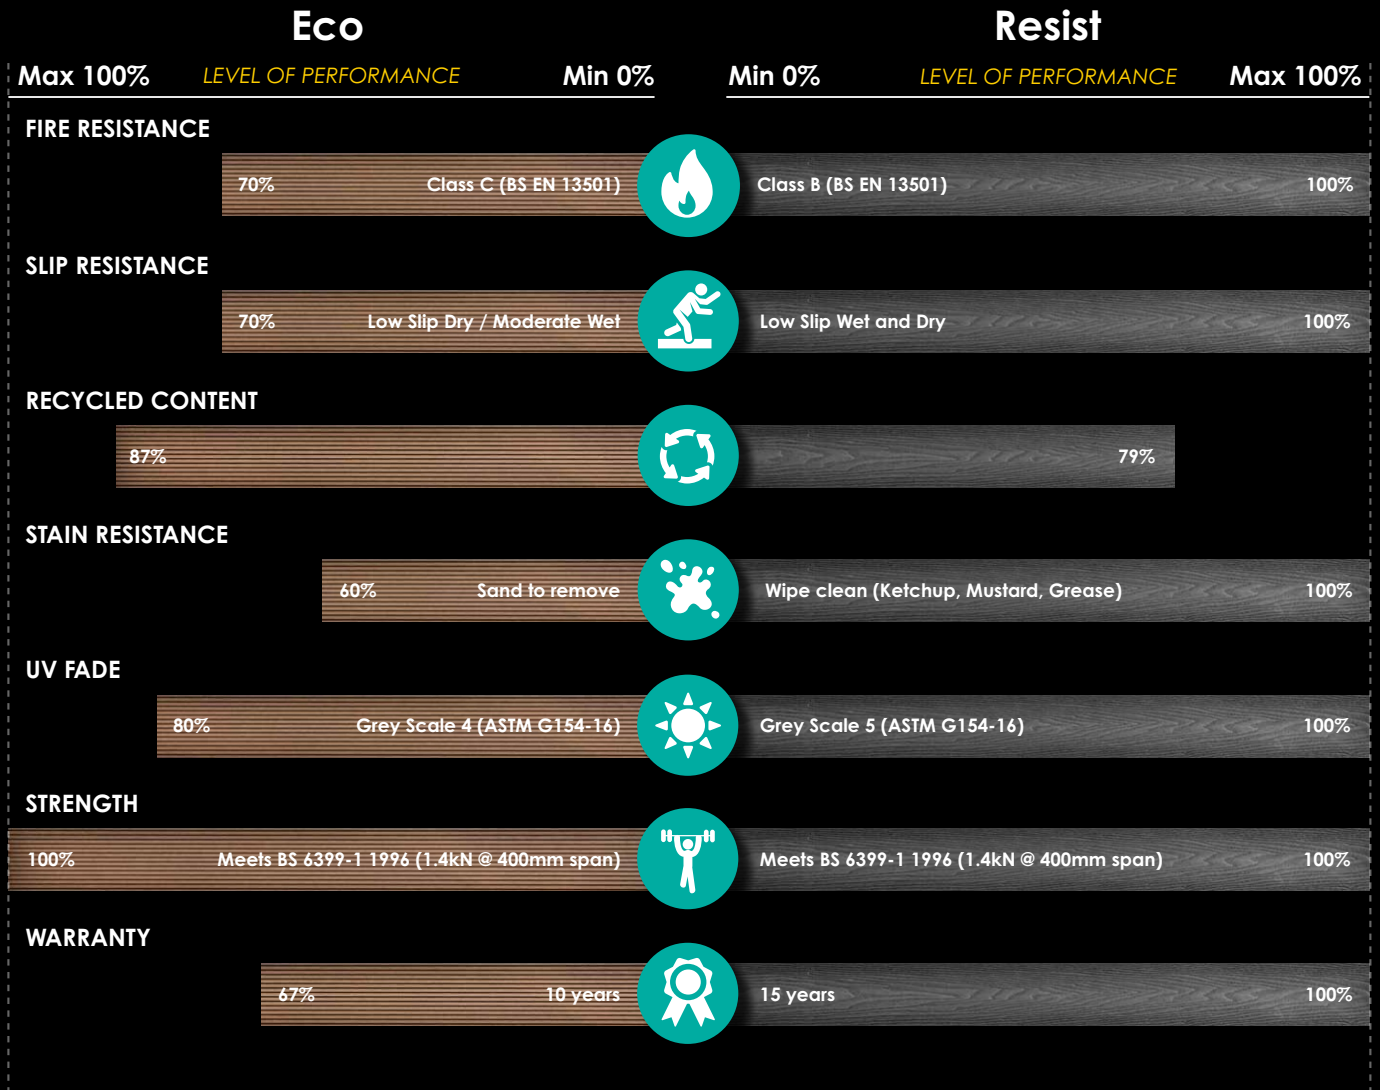 Eco
Resist
Max 100% LEVEL OF PERFORMANCE Min 0%
Min 0% LEVEL OF PERFORMANCE Max 100%
FIRE RESISTANCE
70% Class C (BS EN 13501)
Class B (BS EN 13501) 100%
SLIP RESISTANCE
70% Low Slip Dry / Moderate Wet
Low Slip Wet and Dry 100%
RECYCLED CONTENT
87%
79%
STAIN RESISTANCE
60% Sand to remove
Wipe clean (Ketchup, Mustard, Grease) 100%
UV FADE
80% Grey Scale 4 (ASTM G154-16)
Grey Scale 5 (ASTM G154-16) 100%
STRENGTH
100% Meets BS 6399-1 1996 (1.4kN @ 400mm span)
Meets BS 6399-1 1996 (1.4kN @ 400mm span) 100%
WARRANTY
67% 10 years
15 years 100%